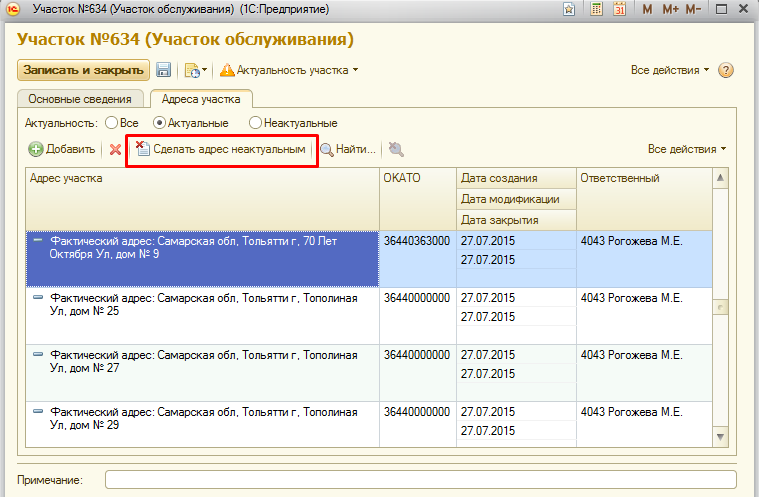 Участок №634 (Участок обслуживания) (1С:Предприятие)
31 M M+ M-
Участок №634 (Участок обслуживания)
Записать и закрыть Актуальность участка Все действия ?
Основные сведения Адреса участка
Актуальность: Все Актуальные Неактуальные
Добавить Сделать адрес неактуальным Найти... Все действия
Адрес участка ОКАТО Дата создания Ответственный
Дата модификации
Дата закрытия
Фактический адрес: Самарская обл, Тольятти г, 70 Лет 36440363000 27.07.2015 4043 Рогожева М.Е.
Октября Ул, дом № 9 27.07.2015
Фактический адрес: Самарская обл, Тольятти г, Тополиная 36440000000 27.07.2015 4043 Рогожева М.Е.
Ул, дом № 25 27.07.2015
Фактический адрес: Самарская обл, Тольятти г, Тополиная 36440000000 27.07.2015 4043 Рогожева М.Е.
Ул, дом № 27 27.07.2015
Фактический адрес: Самарская обл, Тольятти г, Тополиная 36440000000 27.07.2015 4043 Рогожева М.Е.
Ул, дом № 29 27.07.2015
Примечание: